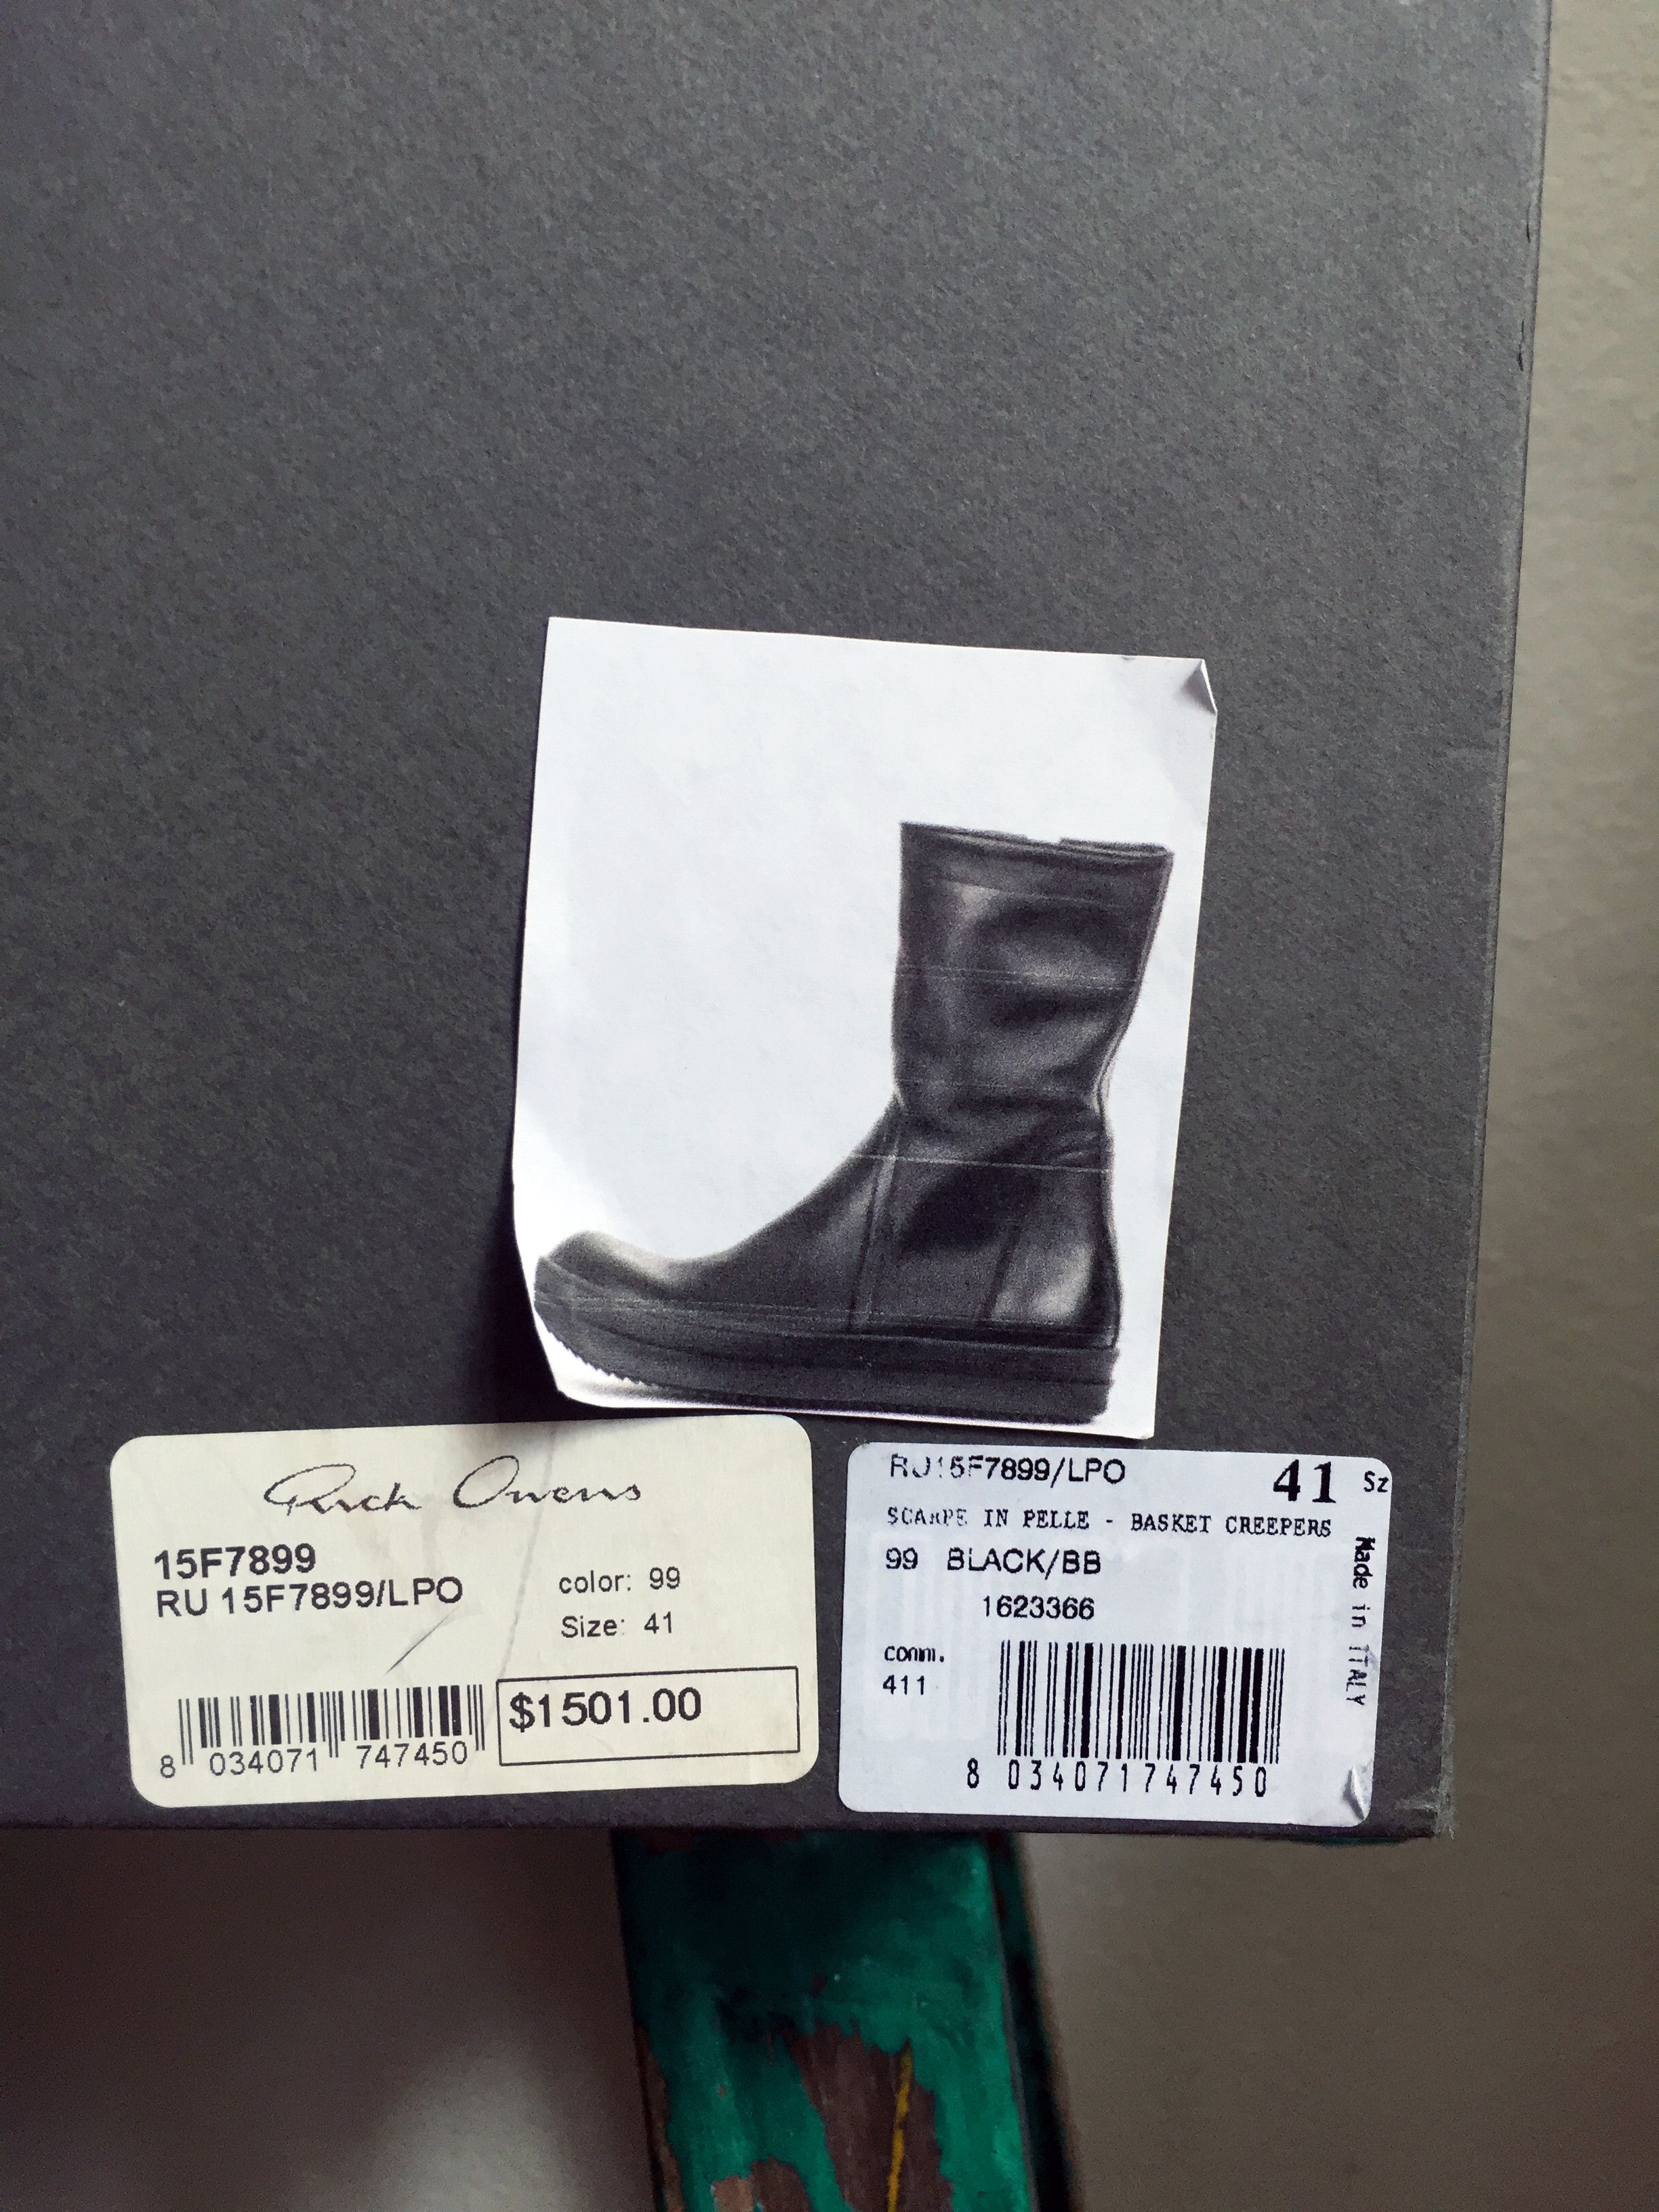 Rick Owens
15F7899
RU 15F7899/LPO
color: 99
Size: 41
$1501.00
8 034071 747450
RU15F7899/LPO 41 Sz
SCARPE IN PELLE - BASKET CREEPERS
99 BLACK/BB
1623366
comm.
411
8 034071747450
Made in ITALY